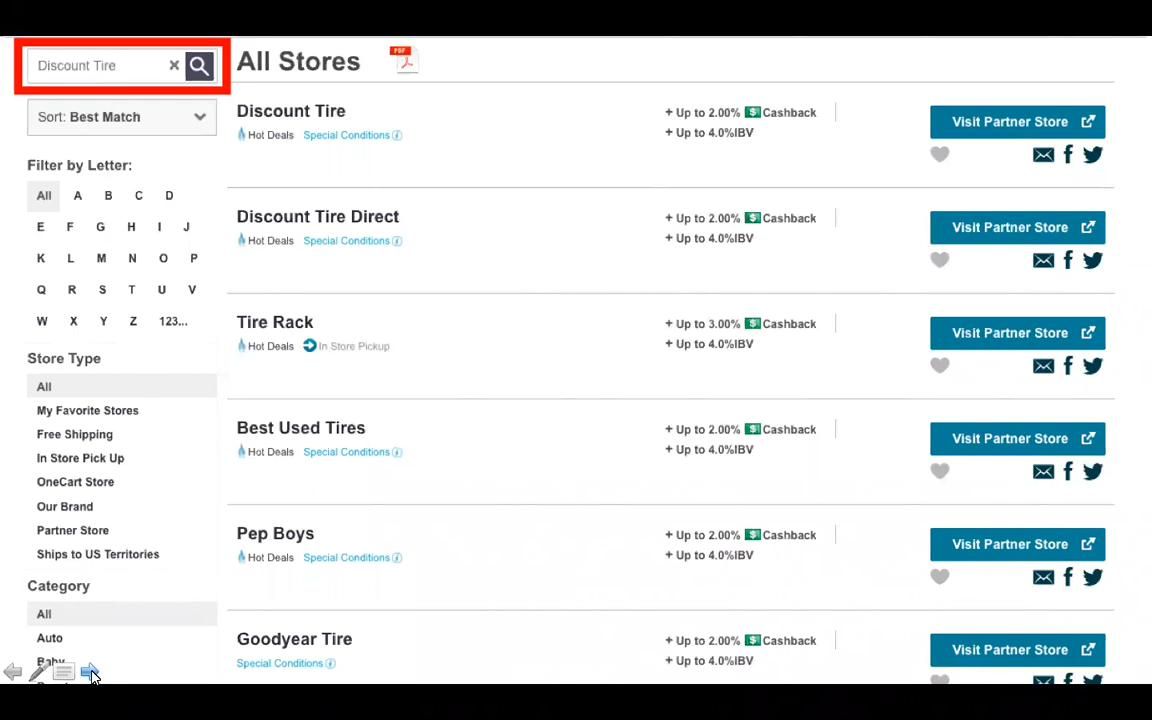 Discount Tire
All Stores
PDF
Sort: Best Match
Filter by Letter:
All A B C D
E F G H I J
K L M N O P
Q R S T U V
W X Y Z 123...
Store Type
All
My Favorite Stores
Free Shipping
In Store Pick Up
OneCart Store
Our Brand
Partner Store
Ships to US Territories
Category
All
Auto
Baby
Discount Tire
Hot Deals Special Conditions
+ Up to 2.00% Cashback
+ Up to 4.0%IBV
Visit Partner Store
Discount Tire Direct
Hot Deals Special Conditions
+ Up to 2.00% Cashback
+ Up to 4.0%IBV
Visit Partner Store
Tire Rack
Hot Deals In Store Pickup
+ Up to 3.00% Cashback
+ Up to 4.0%IBV
Visit Partner Store
Best Used Tires
Hot Deals Special Conditions
+ Up to 2.00% Cashback
+ Up to 4.0%IBV
Visit Partner Store
Pep Boys
Hot Deals Special Conditions
+ Up to 2.00% Cashback
+ Up to 4.0%IBV
Visit Partner Store
Goodyear Tire
Special Conditions
+ Up to 2.00% Cashback
+ Up to 4.0%IBV
Visit Partner Store